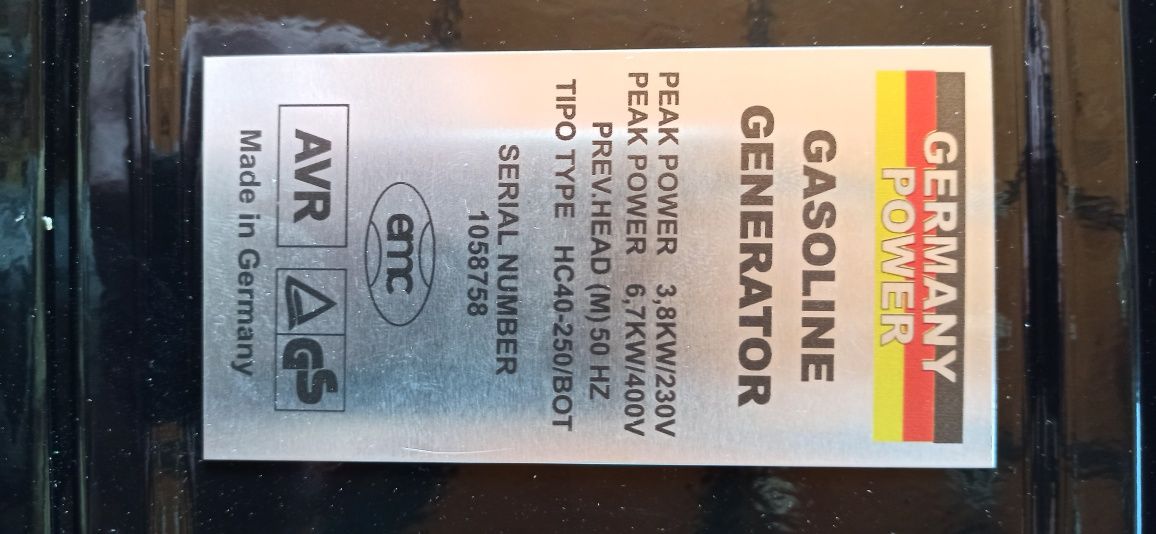 GERMANY
POWER
GASOLINE
GENERATOR
PEAK POWER 3,8KW/230V
PEAK POWER 6,7KW/400V
PREV.HEAD (M) 50 HZ
TIPO TYPE HC40-250/BOT
SERIAL NUMBER
1058758
emc
AVR GS
Made in Germany